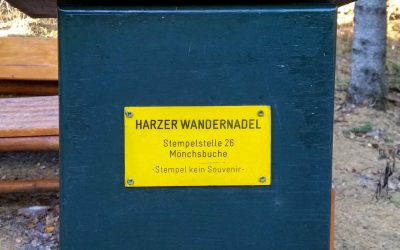 HARZER WANDERNADEL
Stempelstelle 26
Mönchsbuche
-Stempel kein Souvenir-